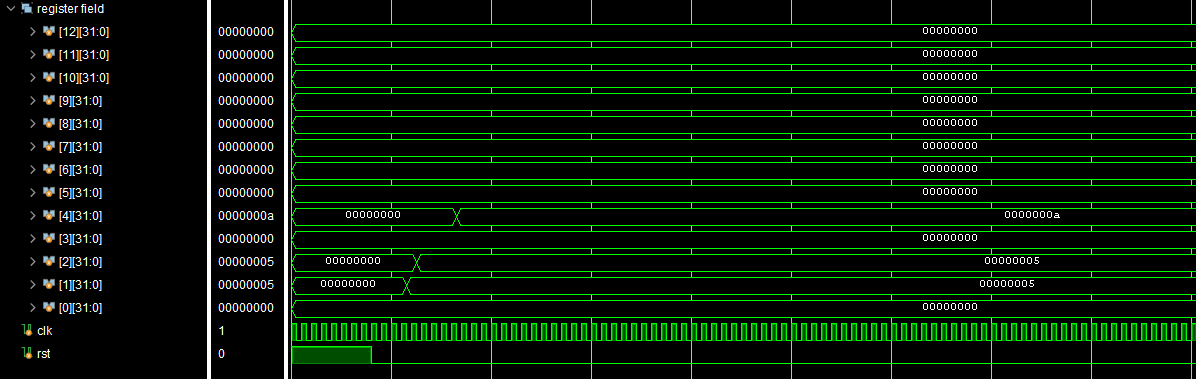 register field
[12][31:0] 00000000 00000000
[11][31:0] 00000000 00000000
[10][31:0] 00000000 00000000
[9][31:0] 00000000 00000000
[8][31:0] 00000000 00000000
[7][31:0] 00000000 00000000
[6][31:0] 00000000 00000000
[5][31:0] 00000000 00000000
[4][31:0] 0000000a 00000000 0000000a
[3][31:0] 00000000 00000000
[2][31:0] 00000005 00000000 00000005
[1][31:0] 00000005 00000000 00000005
[0][31:0] 00000000 00000000
clk 1
rst 0